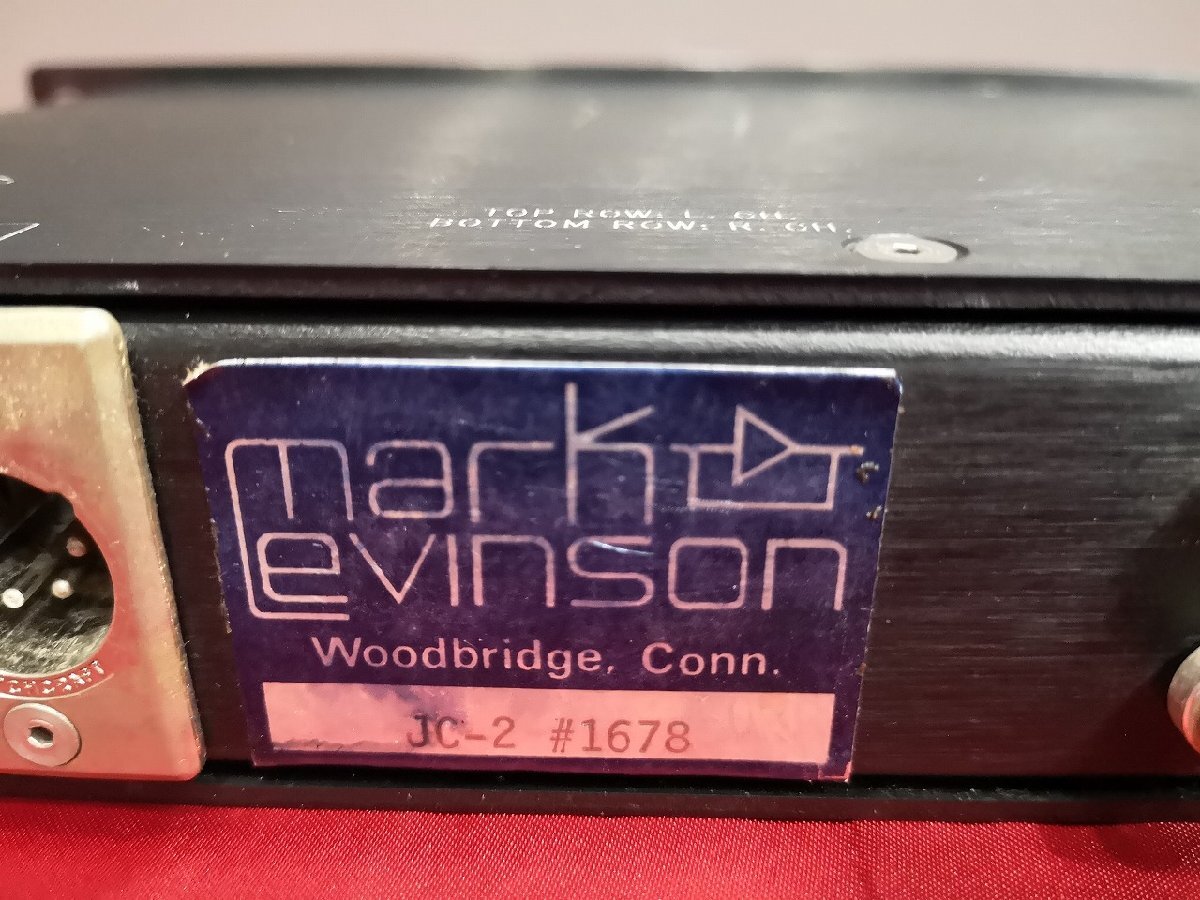 TOP ROW: L. CH.
BOTTOM ROW: R. CH.
mark
Levinson
Woodbridge, Conn.
JC-2 #1678